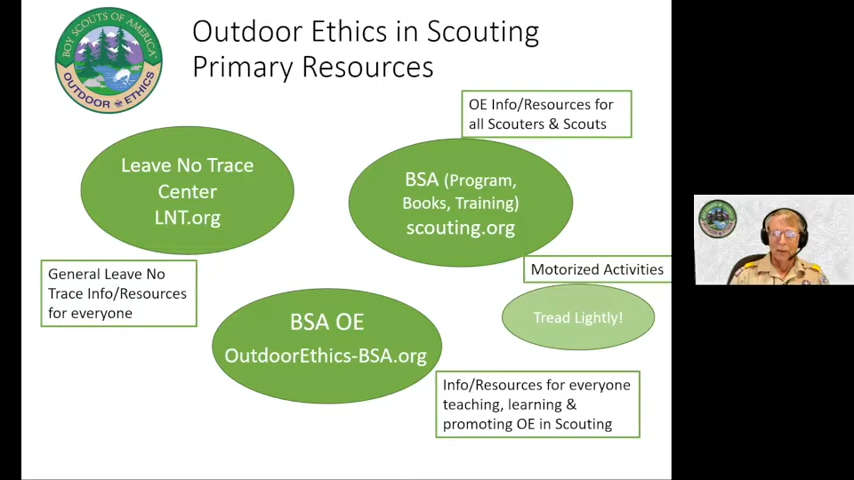 Outdoor Ethics in Scouting
Primary Resources
BOY SCOUTS OF AMERICA
OUTDOOR ETHICS
OE Info/Resources for
all Scouters & Scouts
Leave No Trace
Center
LNT.org
BSA (Program,
Books, Training)
scouting.org
General Leave No
Trace Info/Resources
for everyone
Motorized Activities
Tread Lightly!
BSA OE
OutdoorEthics-BSA.org
Info/Resources for everyone
teaching, learning &
promoting OE in Scouting